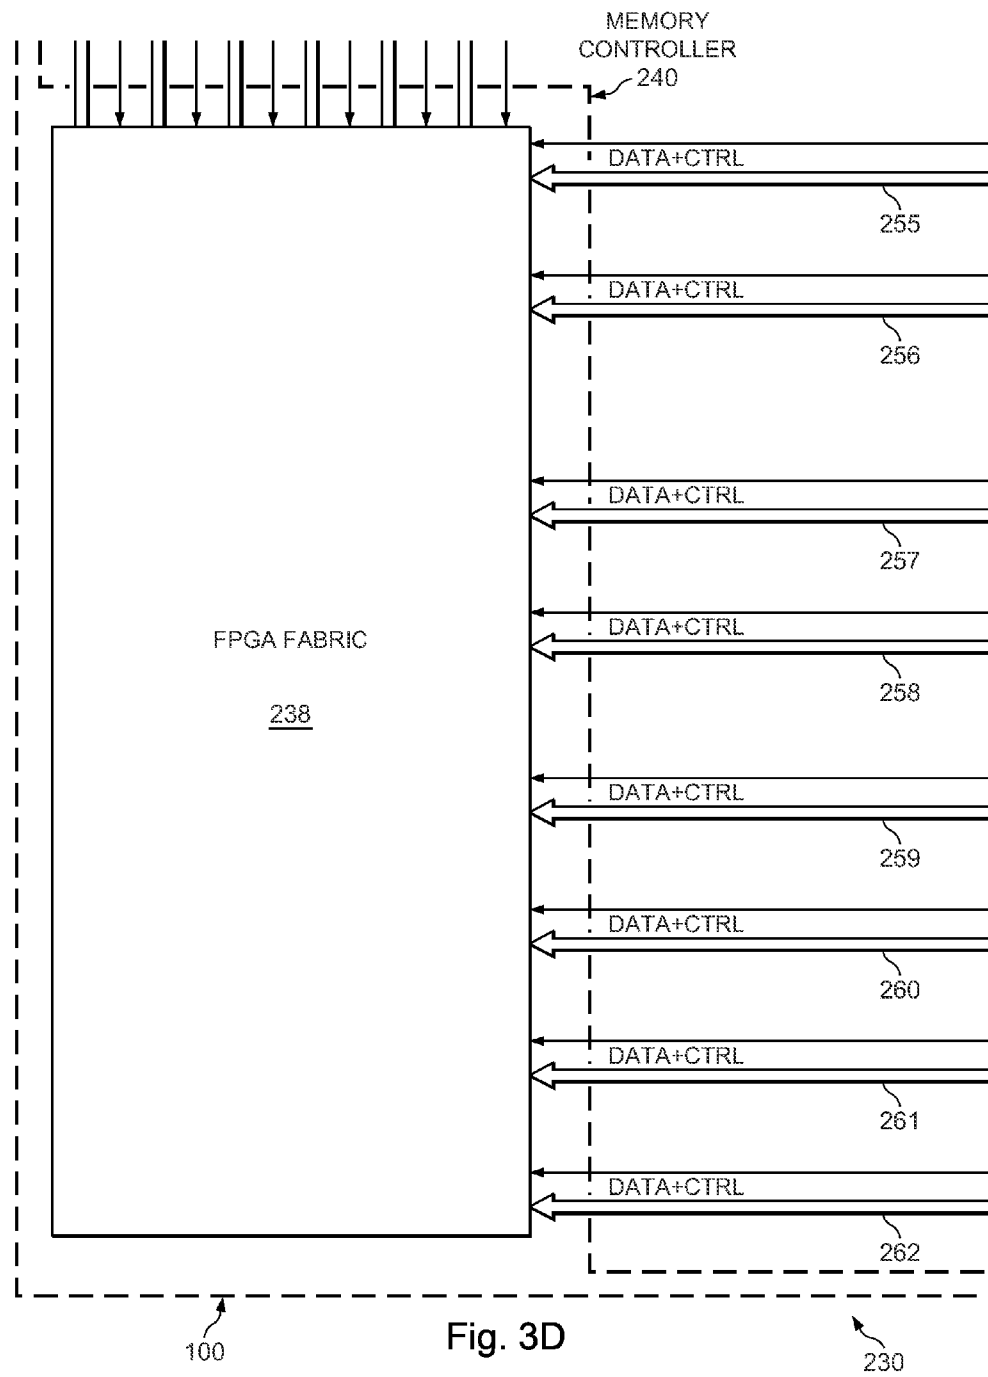 MEMORY
CONTROLLER
240
DATA+CTRL
255
DATA+CTRL
256
DATA+CTRL
257
FPGA FABRIC
DATA+CTRL
258
238
DATA+CTRL
259
DATA+CTRL
260
DATA+CTRL
261
DATA+CTRL
262
100
Fig. 3D
230